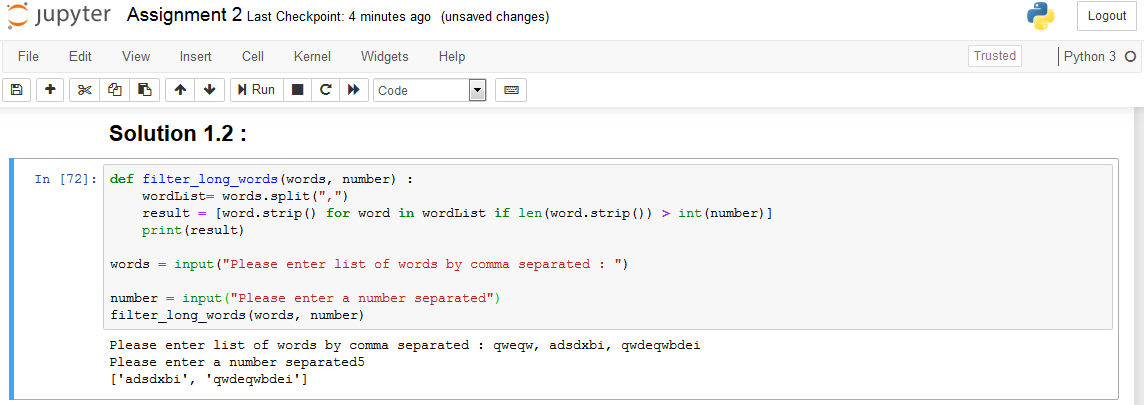 jupyter Assignment 2 Last Checkpoint: 4 minutes ago (unsaved changes) Logout
File Edit View Insert Cell Kernel Widgets Help Trusted Python 3
Run Code
Solution 1.2 :
In [72]: def filter_long_words(words, number) :
wordList= words.split(",")
result = [word.strip() for word in wordList if len(word.strip()) > int(number)]
print(result)
words = input("Please enter list of words by comma separated : ")
number = input("Please enter a number separated")
filter_long_words(words, number)
Please enter list of words by comma separated : qweqw, adsdxbi, qwdeqwbdei
Please enter a number separated5
['adsdxbi', 'qwdeqwbdei']